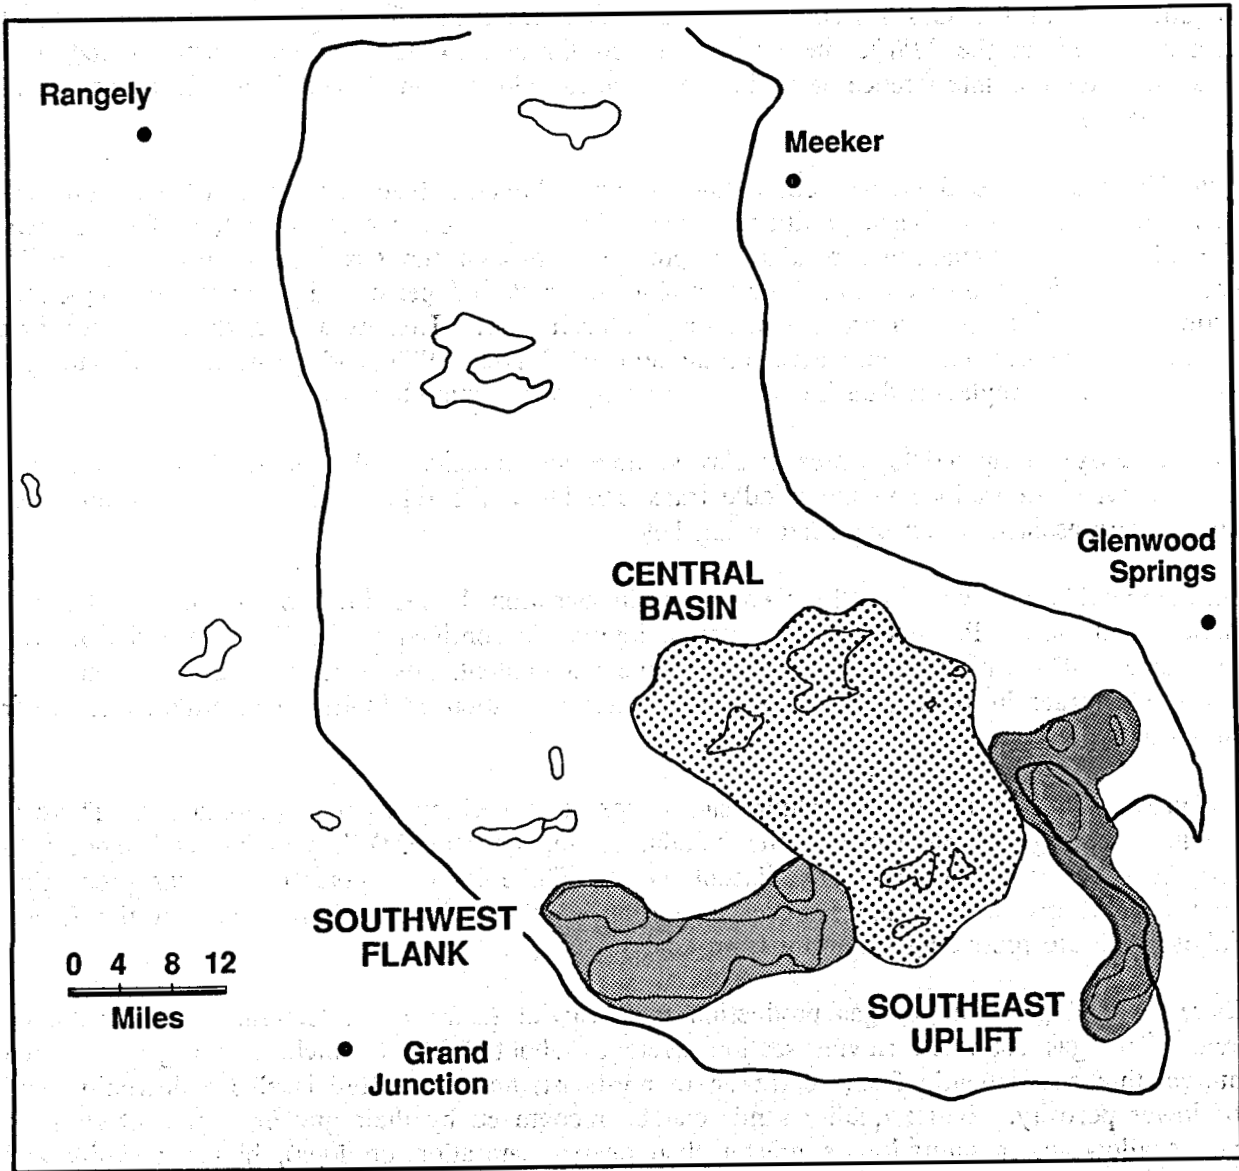 Rangely
Meeker
Glenwood
Springs
CENTRAL
BASIN
SOUTHWEST
FLANK
0 4 8 12
Miles
SOUTHEAST
UPLIFT
Grand
Junction